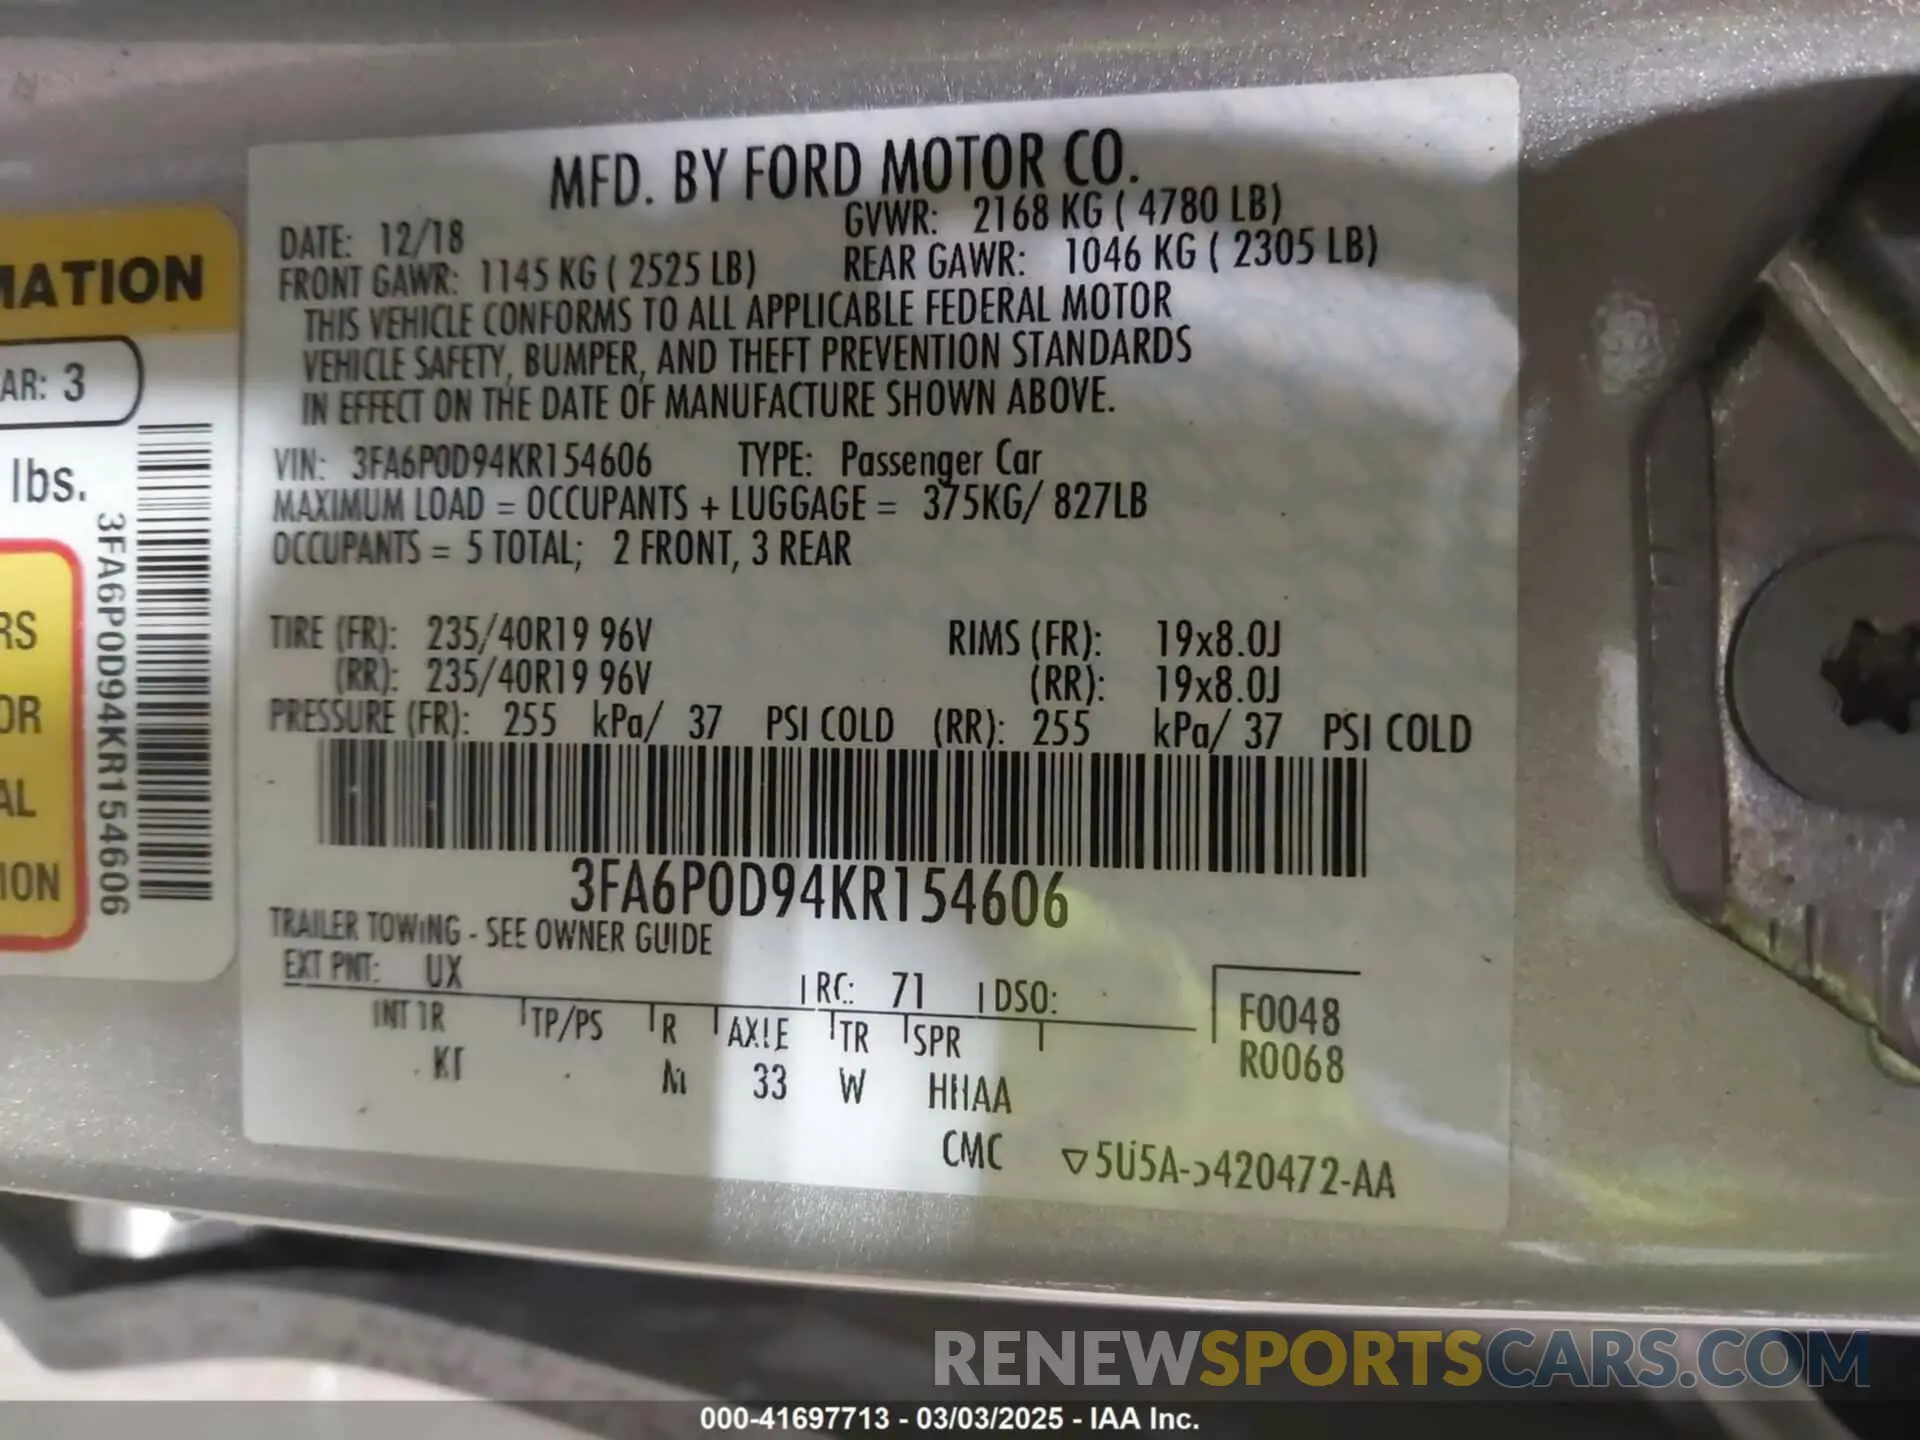 MATION
AR: 3
lbs.
3FA6P0D94KR154606
RS
OR
AL
ION
MFD. BY FORD MOTOR CO.
DATE: 12/18 GVWR: 2168 KG ( 4780 LB)
FRONT GAWR: 1145 KG ( 2525 LB) REAR GAWR: 1046 KG ( 2305 LB)
THIS VEHICLE CONFORMS TO ALL APPLICABLE FEDERAL MOTOR
VEHICLE SAFETY, BUMPER, AND THEFT PREVENTION STANDARDS
IN EFFECT ON THE DATE OF MANUFACTURE SHOWN ABOVE.
VIN: 3FA6P0D94KR154606 TYPE: Passenger Car
MAXIMUM LOAD = OCCUPANTS + LUGGAGE = 375KG/ 827LB
OCCUPANTS = 5 TOTAL; 2 FRONT, 3 REAR
TIRE (FR): 235/40R19 96V RIMS (FR): 19x8.0J
(RR): 235/40R19 96V (RR): 19x8.0J
PRESSURE (FR): 255 kPa/ 37 PSI COLD (RR): 255 kPa/ 37 PSI COLD
3FA6P0D94KR154606
TRAILER TOWING - SEE OWNER GUIDE
EXT PNT: UX RC: 71 DSO:
INT TR TP/PS R AXLE TR SPR F0048
33 W HHAA R0068
CMC
RENEWSPORTSCARS.COM
000-41697713 - 03/03/2025 - IAA Inc.